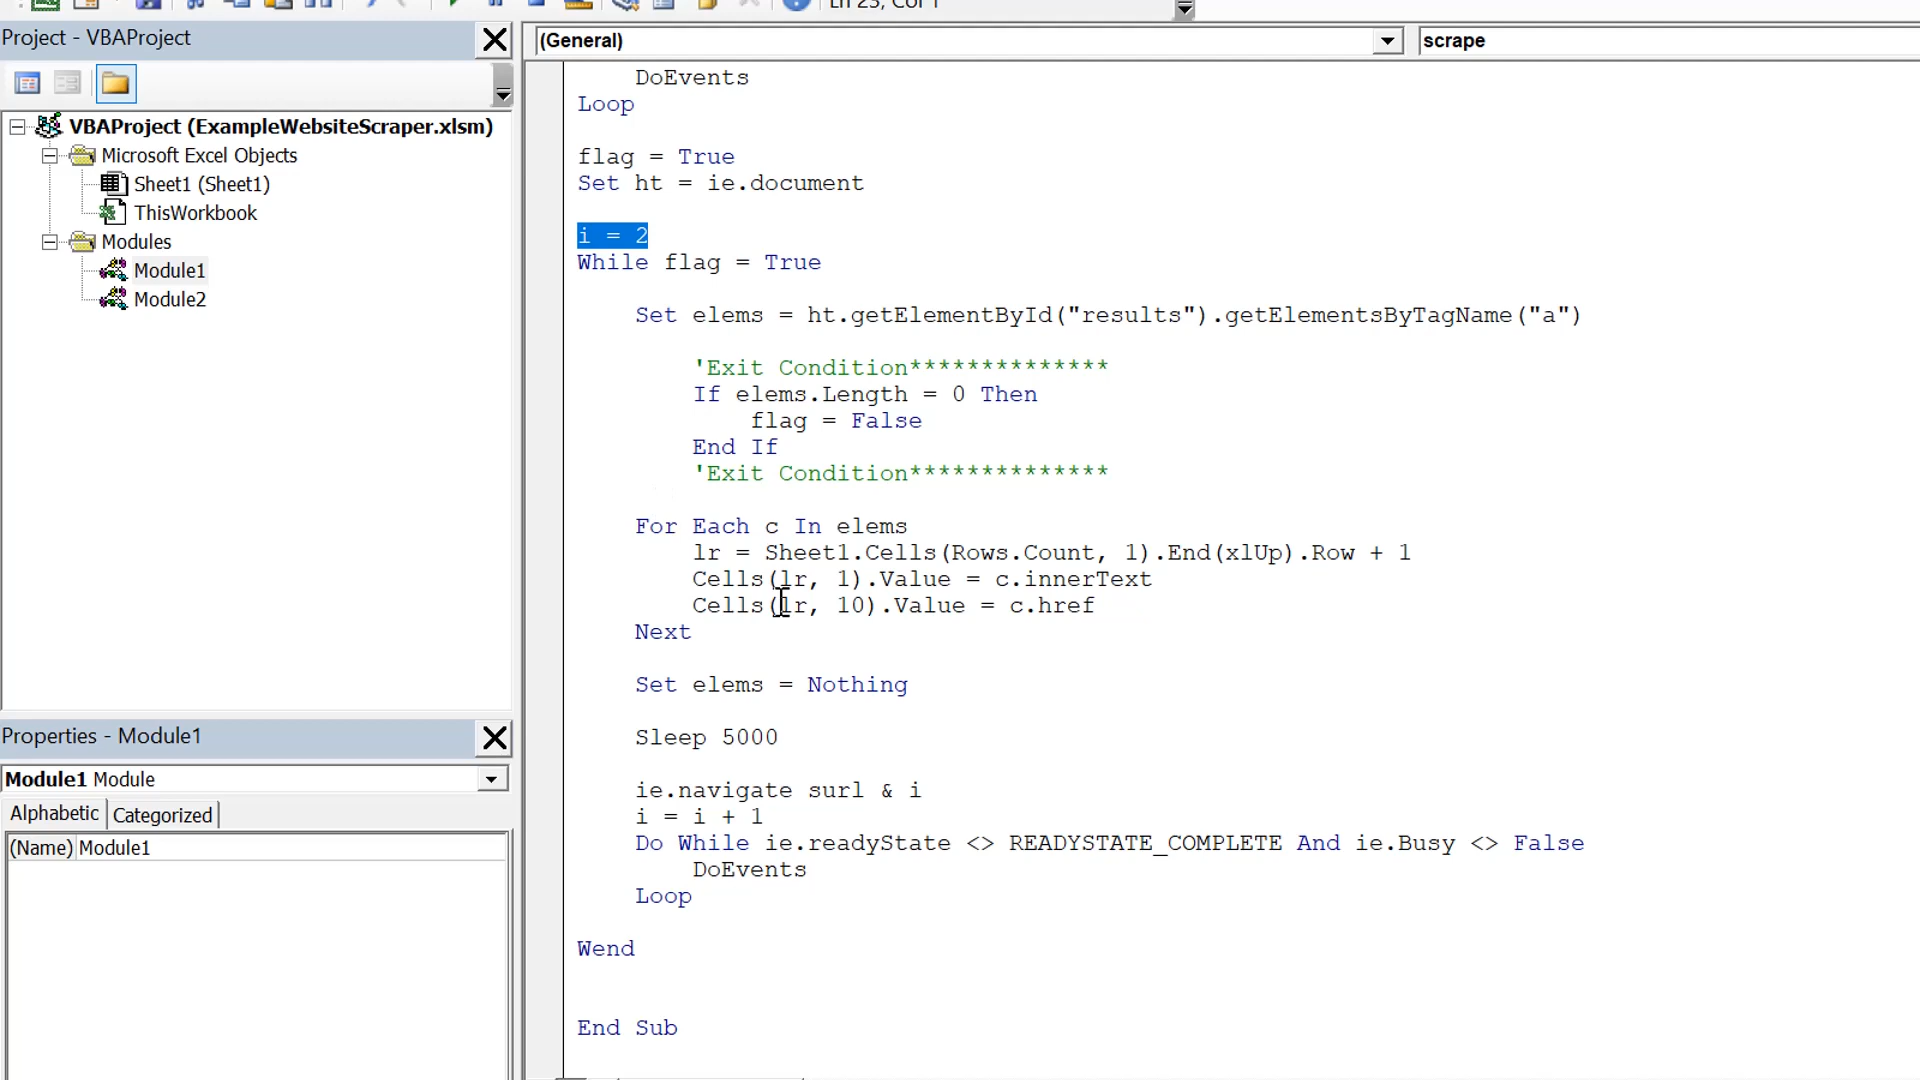 Ln 23, Col 1
Project - VBAProject
(General)
scrape
VBAProject (ExampleWebsiteScraper.xlsm)
Microsoft Excel Objects
Sheet1 (Sheet1)
ThisWorkbook
Modules
Module1
Module2
Properties - Module1
Module1 Module
Alphabetic
Categorized
(Name) Module1
DoEvents
Loop
flag = True
Set ht = ie.document
i = 2
While flag = True
Set elems = ht.getElementById("results").getElementsByTagName("a")
'Exit Condition**************
If elems.Length = 0 Then
flag = False
End If
'Exit Condition**************
For Each c In elems
lr = Sheet1.Cells(Rows.Count, 1).End(xlUp).Row + 1
Cells(lr, 1).Value = c.innerText
Cells(lr, 10).Value = c.href
Next
Set elems = Nothing
Sleep 5000
ie.navigate surl & i
i = i + 1
Do While ie.readyState <> READYSTATE_COMPLETE And ie.Busy <> False
DoEvents
Loop
Wend
End Sub